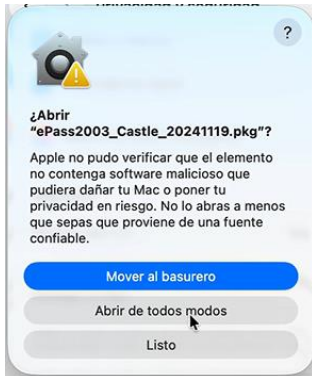 ?
¿Abrir
“ePass2003_Castle_20241119.pkg”?
Apple no pudo verificar que el elemento
no contenga software malicioso que
pudiera dañar tu Mac o poner tu
privacidad en riesgo. No lo abras a menos
que sepas que proviene de una fuente
confiable.
Mover al basurero
Abrir de todos modos
Listo